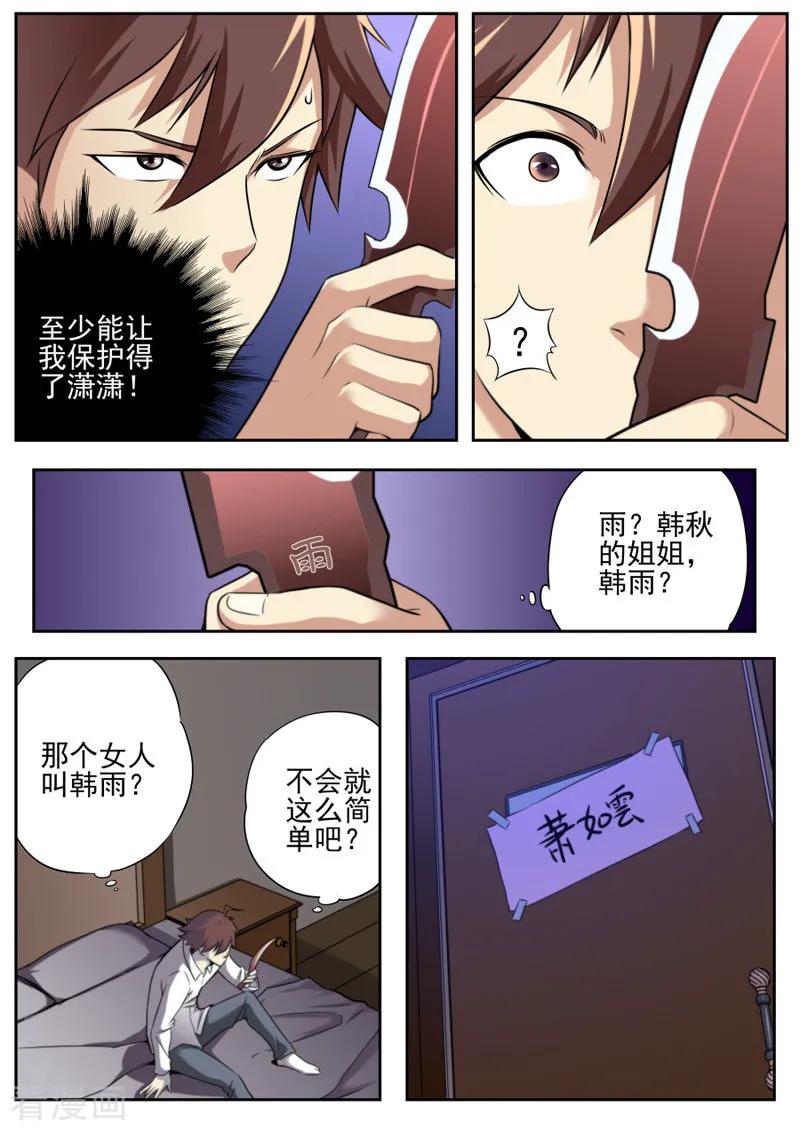 至少能让
我保护得
了潇潇！
？
雨
雨？韩秋
的姐姐，
韩雨？
那个女人
叫韩雨？
不会就
这么简
单吧？
萧如雲
看漫画